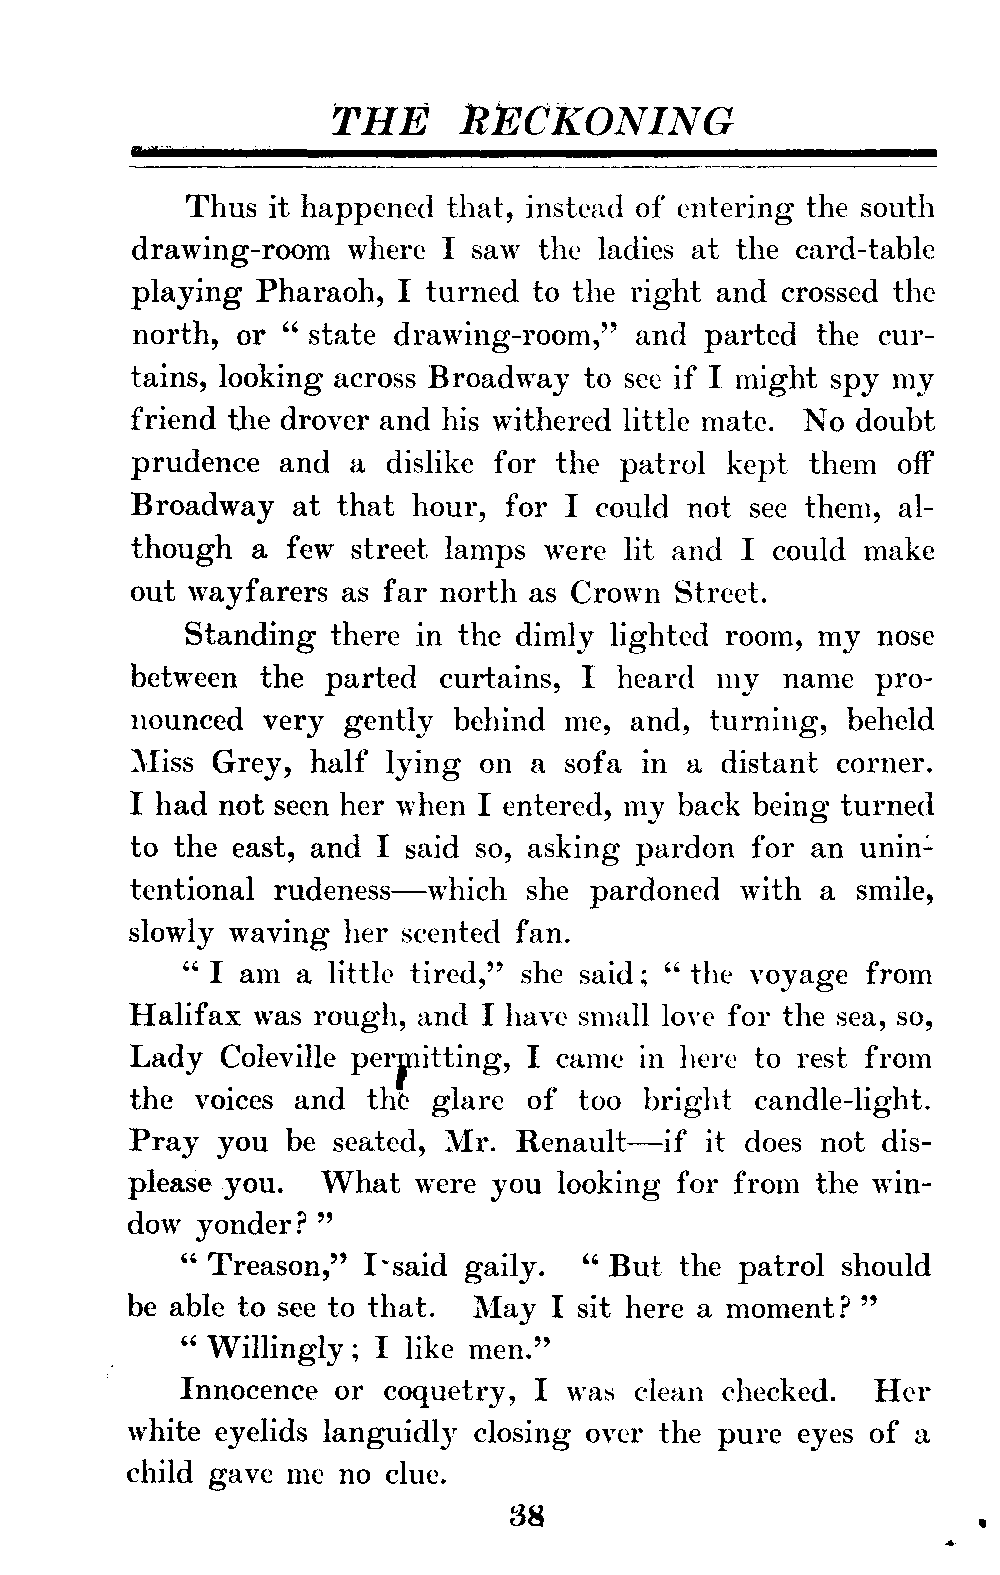 THE RECKONING
Thus it happened that, instead of entering the south
drawing-room where I saw the ladies at the card-table
playing Pharaoh, I turned to the right and crossed the
north, or “ state drawing-room,” and parted the cur-
tains, looking across Broadway to see if I might spy my
friend the drover and his withered little mate. No doubt
prudence and a dislike for the patrol kept them off
Broadway at that hour, for I could not see them, al-
though a few street lamps were lit and I could make
out wayfarers as far north as Crown Street.
Standing there in the dimly lighted room, my nose
between the parted curtains, I heard my name pro-
nounced very gently behind me, and, turning, beheld
Miss Grey, half lying on a sofa in a distant corner.
I had not seen her when I entered, my back being turned
to the east, and I said so, asking pardon for an unin-
tentional rudeness—which she pardoned with a smile,
slowly waving her scented fan.
“ I am a little tired,” she said; “ the voyage from
Halifax was rough, and I have small love for the sea, so,
Lady Coleville permitting, I came in here to rest from
the voices and the glare of too bright candle-light.
Pray you be seated, Mr. Renault—if it does not dis-
please you. What were you looking for from the win-
dow yonder? ”
“ Treason,” I said gaily. “ But the patrol should
be able to see to that. May I sit here a moment? ”
“ Willingly; I like men.”
Innocence or coquetry, I was clean checked. Her
white eyelids languidly closing over the pure eyes of a
child gave me no clue.
38